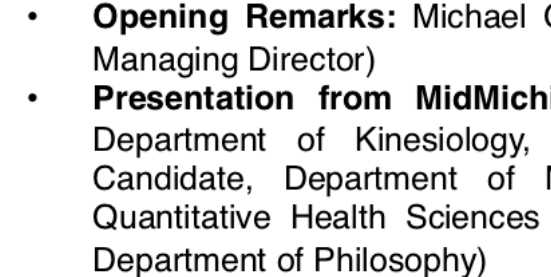 • Opening Remarks: Michael
Managing Director)
• Presentation from MidMichi
Department of Kinesiology,
Candidate, Department of
Quantitative Health Sciences
Department of Philosophy)